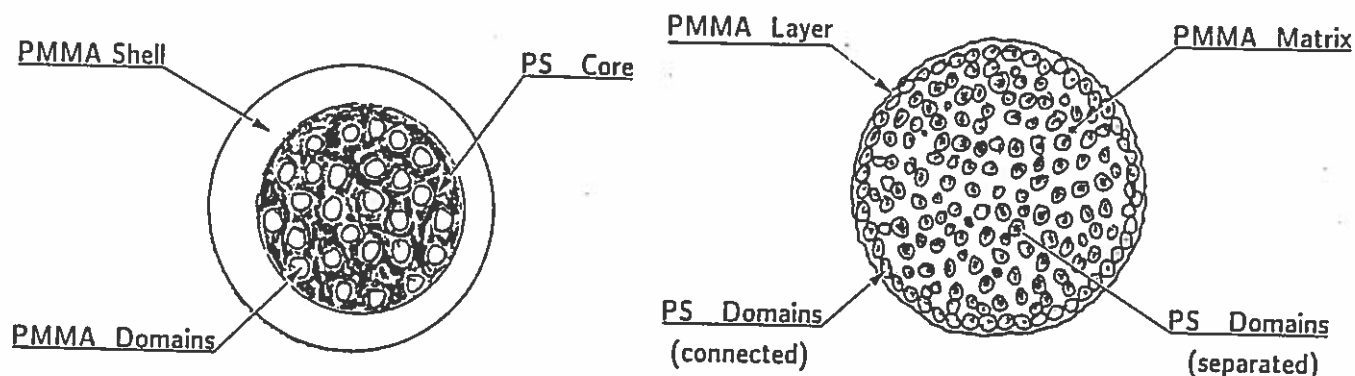 PMMA Shell
PS Core
PMMA Domains
PMMA Layer
PMMA Matrix
PS Domains
(connected)
PS Domains
(separated)